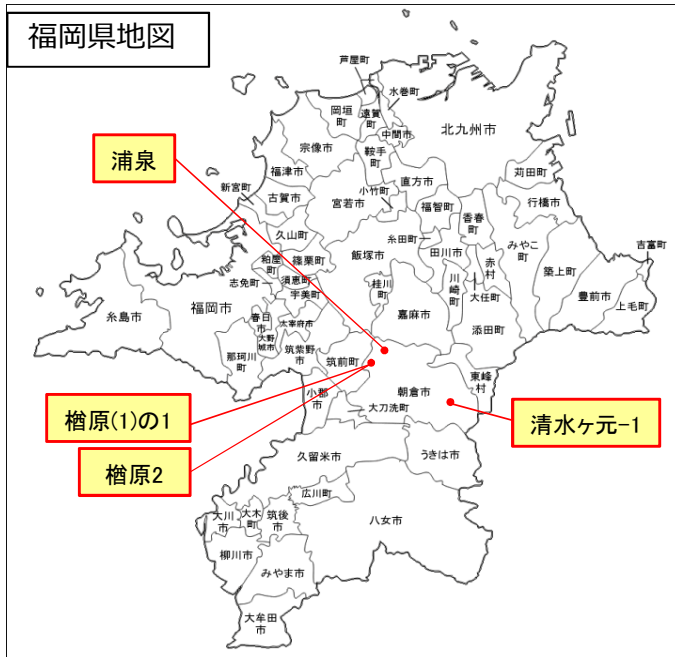 福岡県地図
芦屋町
水巻町
岡垣
町
遠賀
町
北九州市
中間市
宗像市
鞍手
町
浦泉
福津市
直方市
苅田町
新宮町
小竹町
古賀市
宮若市
福智町
香春
町
行橋市
久山町
糸田町
みやこ
町
吉富町
粕屋
町
篠栗町
飯塚市
田川市
赤
村
築上町
志免町
須恵町
桂川
町
川
崎
町
大任町
豊前市
宇美町
上毛町
糸島市
福岡市
春日
市
嘉麻市
太宰府市
添田町
大野
城市
那珂川
町
筑紫野
市
筑前町
東峰
村
小郡
市
朝倉市
楢原(1)の1
大刀洗町
清水ヶ元-1
楢原2
久留米市
うきは市
広川町
大川
市
大木
町
筑後
市
八女市
柳川市
みやま市
大牟田
市